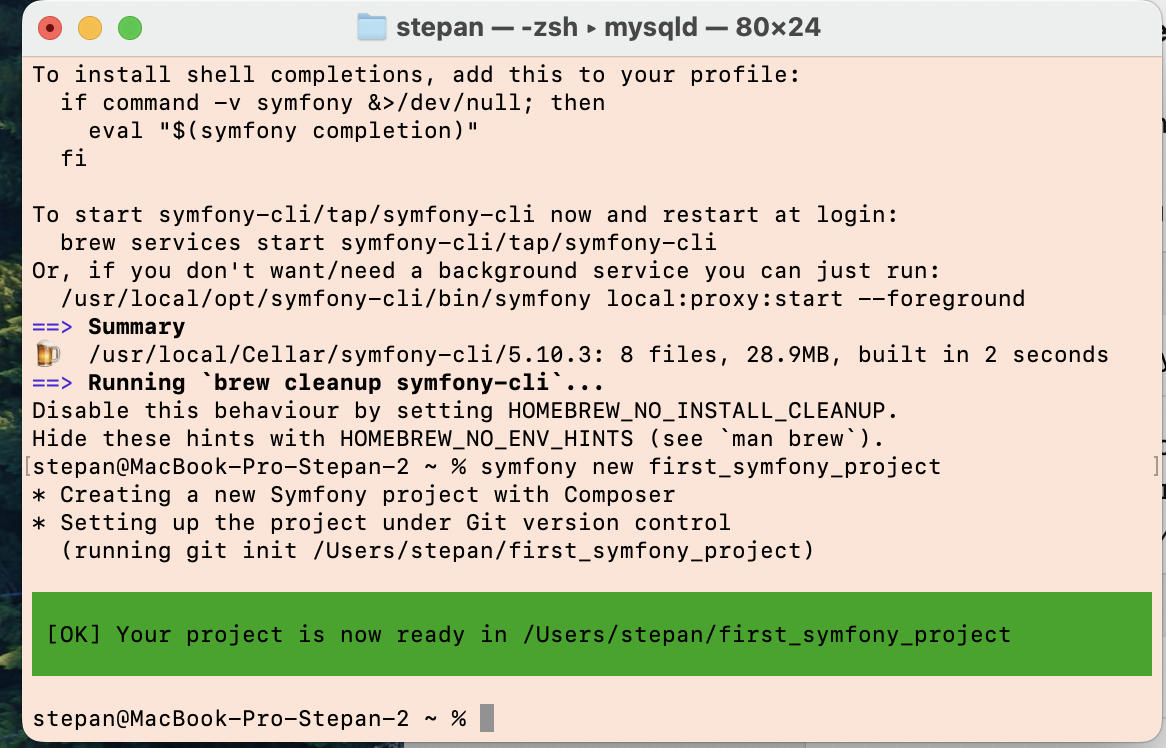 stepan — -zsh ▸ mysqld — 80×24
To install shell completions, add this to your profile:
  if command -v symfony &>/dev/null; then
    eval "$(symfony completion)"
  fi

To start symfony-cli/tap/symfony-cli now and restart at login:
  brew services start symfony-cli/tap/symfony-cli
Or, if you don't want/need a background service you can just run:
  /usr/local/opt/symfony-cli/bin/symfony local:proxy:start --foreground
==> Summary
🍺  /usr/local/Cellar/symfony-cli/5.10.3: 8 files, 28.9MB, built in 2 seconds
==> Running `brew cleanup symfony-cli`...
Disable this behaviour by setting HOMEBREW_NO_INSTALL_CLEANUP.
Hide these hints with HOMEBREW_NO_ENV_HINTS (see `man brew`).
[stepan@MacBook-Pro-Stepan-2 ~ % symfony new first_symfony_project ]
* Creating a new Symfony project with Composer
* Setting up the project under Git version control
  (running git init /Users/stepan/first_symfony_project)

[OK] Your project is now ready in /Users/stepan/first_symfony_project

stepan@MacBook-Pro-Stepan-2 ~ %